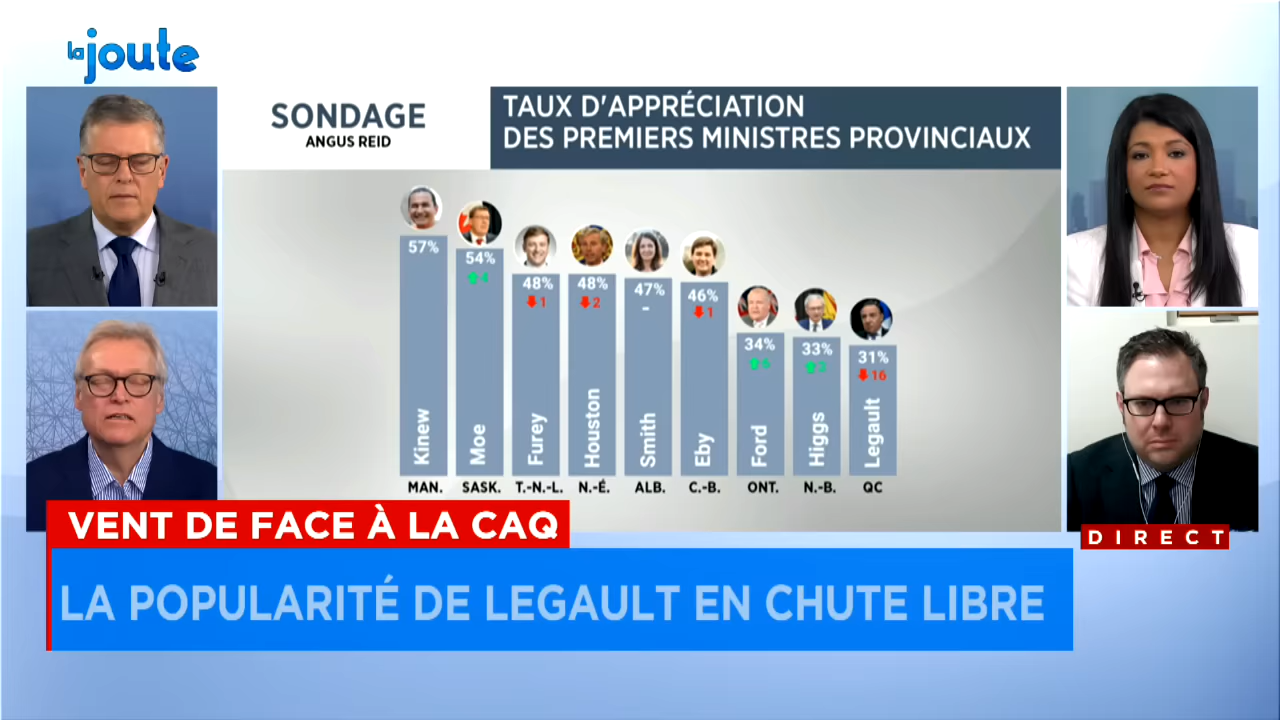 la joute
SONDAGE
ANGUS REID
TAUX D'APPRÉCIATION
DES PREMIERS MINISTRES PROVINCIAUX
57%
54%
4
48%
1
48%
2
47%
-
46%
1
34%
6
33%
2
31%
16
Kinew
Moe
Furey
Houston
Smith
Eby
Ford
Higgs
Legault
MAN. SASK. T.-N.-L. N.-É. ALB. C.-B. ONT. N.-B. QC
DIRECT
VENT DE FACE À LA CAQ
LA POPULARITÉ DE LEGAULT EN CHUTE LIBRE